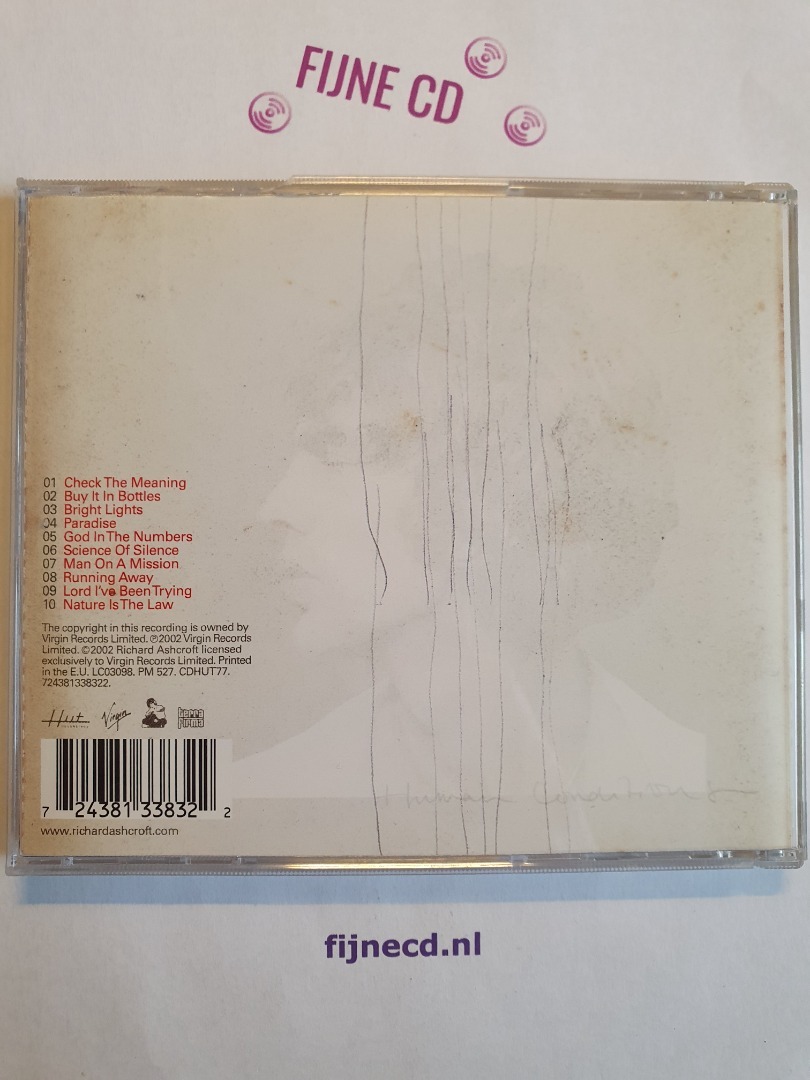 FIJNE CD
01 Check The Meaning
02 Buy It In Bottles
03 Bright Lights
04 Paradise
05 God In The Numbers
06 Science Of Silence
07 Man On A Mission
08 Running Away
09 Lord I've Been Trying
10 Nature Is The Law
The copyright in this recording is owned by
Virgin Records Limited. ℗2002 Virgin Records
Limited. ©2002 Richard Ashcroft licensed
exclusively to Virgin Records Limited. Printed
in the E.U. LC03098. PM 527. CDHUT77.
724381338322.
Hut Virgin terra
firma
7 24381 33832 2
www.richardashcroft.com
Human Conditions
fijnecd.nl